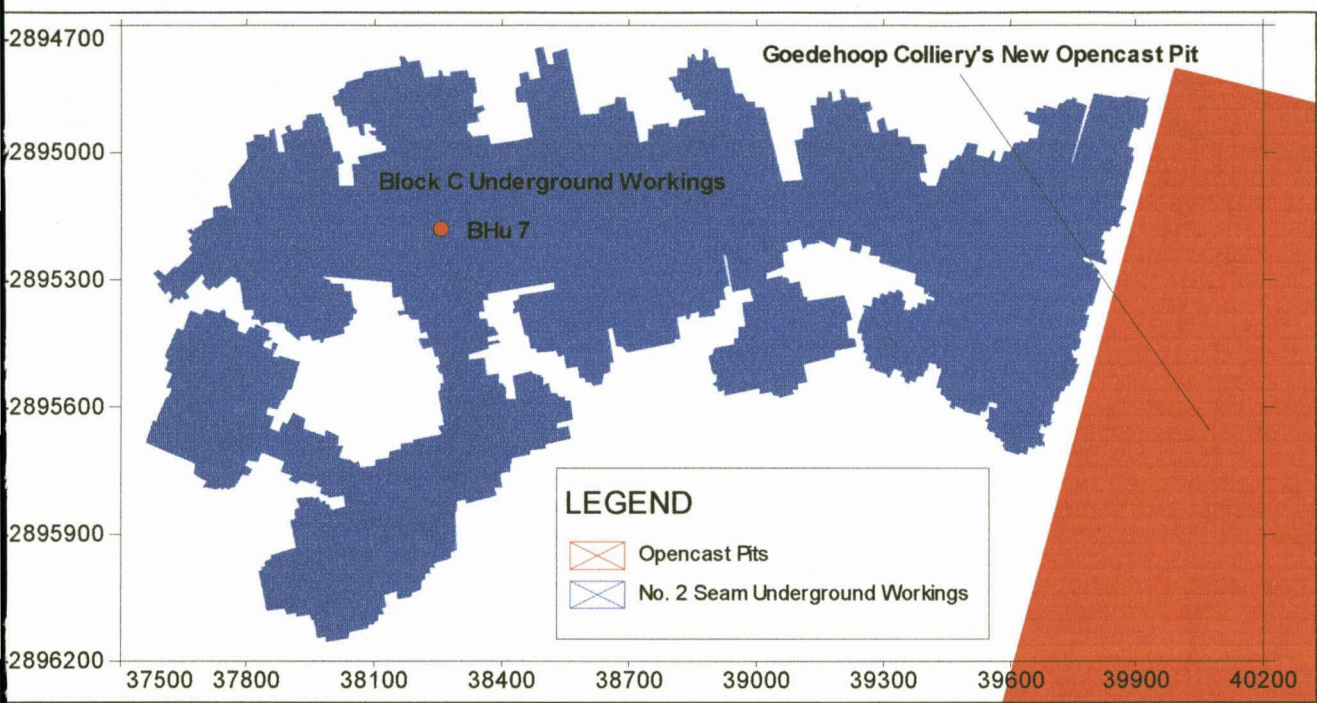 -2894700
Goedehoop Colliery's New Opencast Pit
-2895000
Block C Underground Workings
BHu 7
-2895300
-2895600
LEGEND
-2895900
Opencast Pits
No. 2 Seam Underground Workings
-2896200
37500 37800 38100 38400 38700 39000 39300 39600 39900 40200